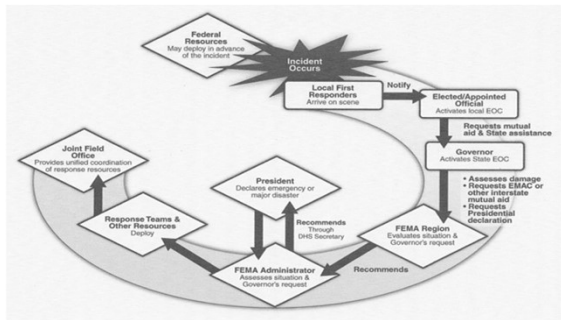 Federal
Resources
May deploy in advance
of the incident
Incident
Occurs
Local First
Responders
Arrive on scene
Notify
Elected/Appointed
Official
Activates local EOC
Requests mutual
aid & State assistance
Governor
Activates State EOC
• Assesses damage
• Requests EMAC or
other interstate
mutual aid
• Requests
Presidential
declaration
FEMA Region
Evaluates situation &
Governor's request
Recommends
FEMA Administrator
Assesses situation &
Governor's request
Recommends
Through
DHS Secretary
President
Declares emergency or
major disaster
Response Teams &
Other Resources
Deploy
Joint Field
Office
Provides unified coordination
of response resources